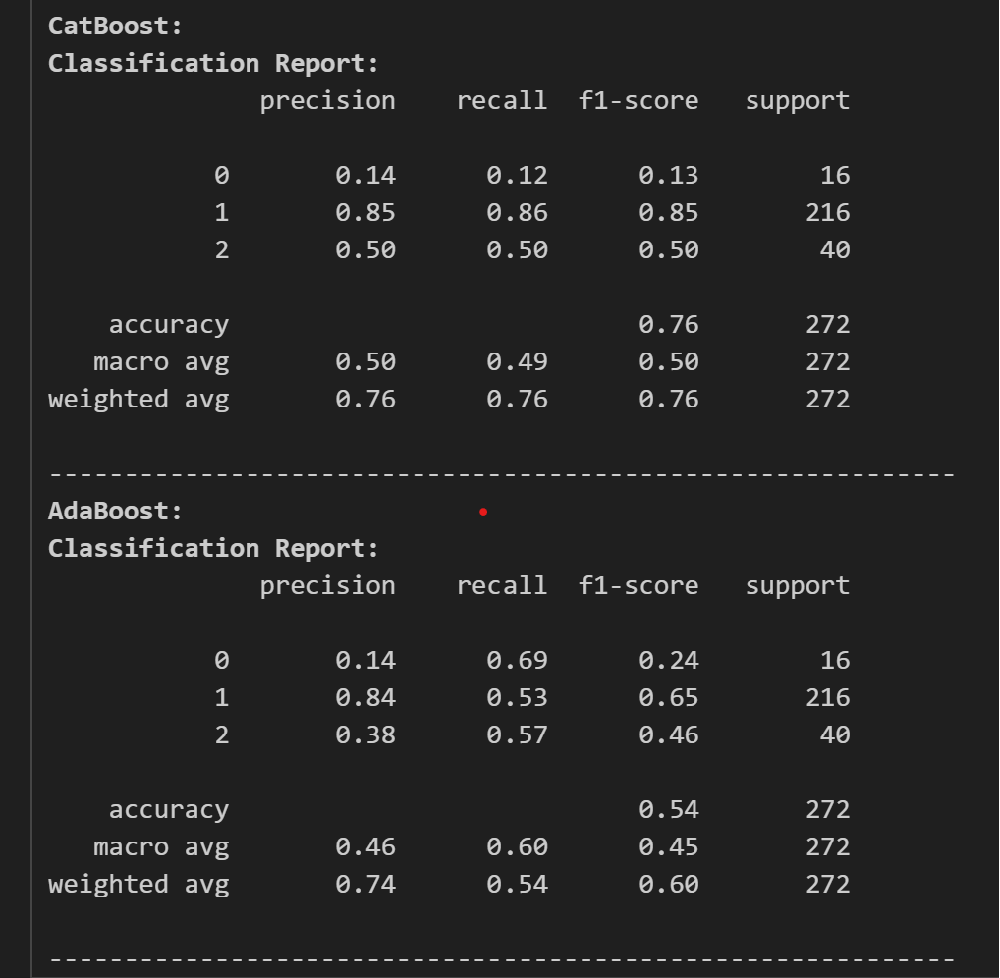 CatBoost:
Classification Report:
precision recall f1-score support
0 0.14 0.12 0.13 16
1 0.85 0.86 0.85 216
2 0.50 0.50 0.50 40
accuracy 0.76 272
macro avg 0.50 0.49 0.50 272
weighted avg 0.76 0.76 0.76 272
------------------------------------------------------------
AdaBoost:
Classification Report:
precision recall f1-score support
0 0.14 0.69 0.24 16
1 0.84 0.53 0.65 216
2 0.38 0.57 0.46 40
accuracy 0.54 272
macro avg 0.46 0.60 0.45 272
weighted avg 0.74 0.54 0.60 272
------------------------------------------------------------